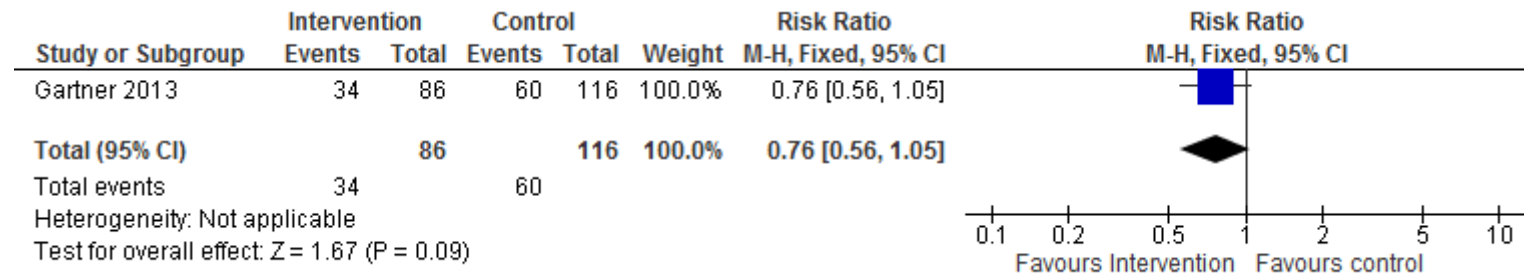 Intervention Control Risk Ratio Risk Ratio
Study or Subgroup Events Total Events Total Weight M-H, Fixed, 95% CI M-H, Fixed, 95% CI
Gartner 2013 34 86 60 116 100.0% 0.76 [0.56, 1.05]
Total (95% CI) 86 116 100.0% 0.76 [0.56, 1.05]
Total events 34 60
Heterogeneity: Not applicable
Test for overall effect: Z = 1.67 (P = 0.09)
0.1 0.2 0.5 1 2 5 10
Favours Intervention Favours control